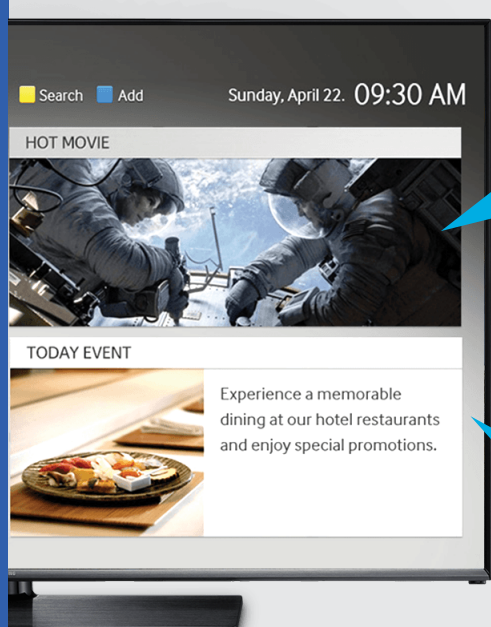 Search Add Sunday, April 22. 09:30 AM
HOT MOVIE
TODAY EVENT
Experience a memorable
dining at our hotel restaurants
and enjoy special promotions.